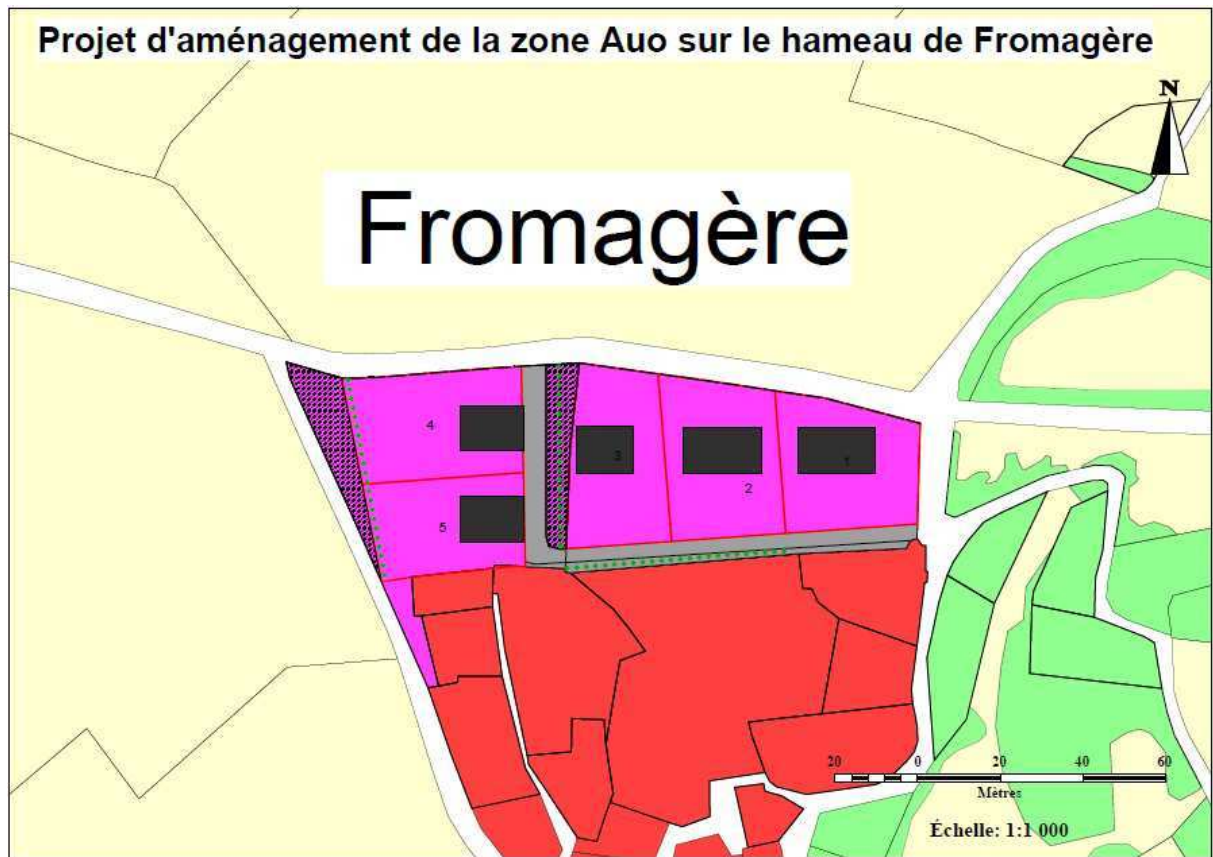 Projet d'aménagement de la zone Auo sur le hameau de Fromagère
N
Fromagère
4
3
1
2
5
20 0 20 40 60
Mètres
Échelle: 1:1 000